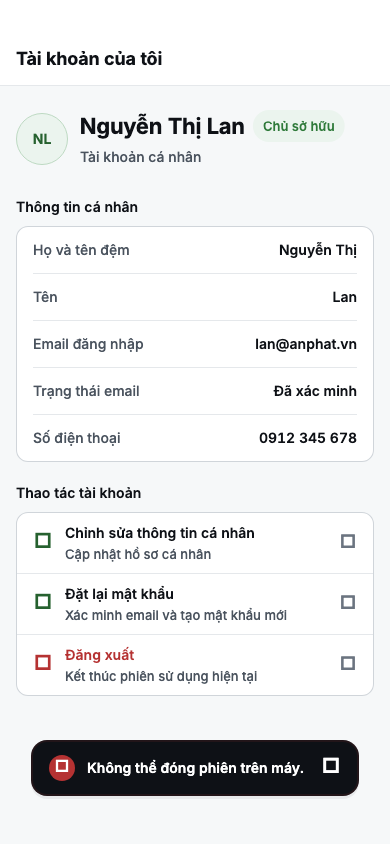 Tài khoản của tôi
NL
Nguyễn Thị Lan
Chủ sở hữu
Tài khoản cá nhân
Thông tin cá nhân
Họ và tên đệm
Nguyễn Thị
Tên
Lan
Email đăng nhập
lan@anphat.vn
Trạng thái email
Đã xác minh
Số điện thoại
0912 345 678
Thao tác tài khoản
Chỉnh sửa thông tin cá nhân
Cập nhật hồ sơ cá nhân
Đặt lại mật khẩu
Xác minh email và tạo mật khẩu mới
Đăng xuất
Kết thúc phiên sử dụng hiện tại
Không thể đóng phiên trên máy.